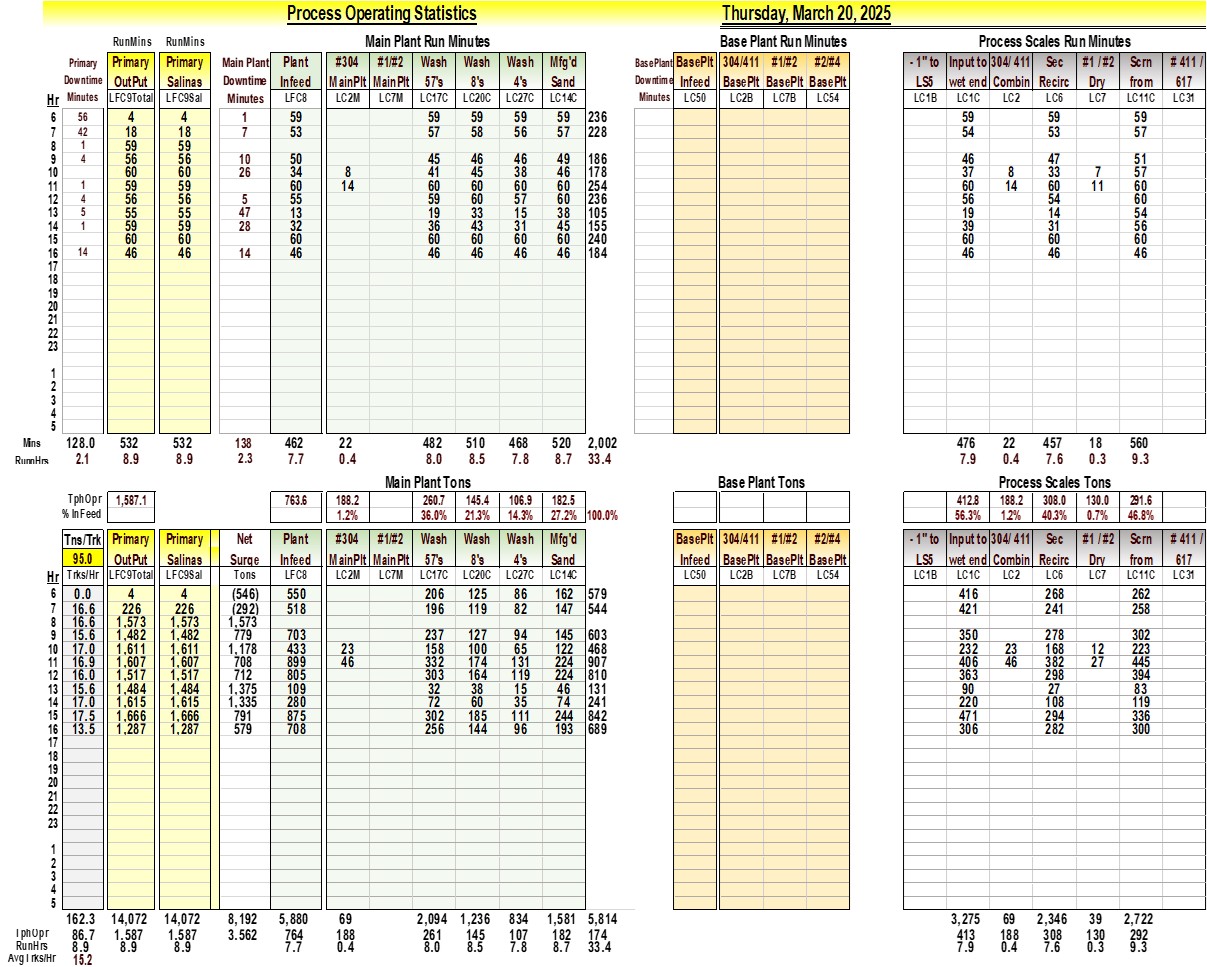 Process Operating Statistics Thursday, March 20, 2025
RunMins RunMins Main Plant Run Minutes Base Plant Run Minutes Process Scales Run Minutes
Primary Primary Primary Main Plant Plant #304 #1/#2 Wash Wash Wash Mfg'd BasePlant BasePlt 304/411 #1/#2 #2/#4 - 1" to Input to 304/ 411 Sec #1 / #2 Scrn # 411 /
Downtime OutPut Salinas Downtime Infeed MainPlt MainPlt 57's 8's 4's Sand Downtime Infeed BasePlt BasePlt BasePlt LS5 wet end Combin Recirc Dry from 617
Hr Minutes LFC9Total LFC9Sal Minutes LFC8 LC2M LC7M LC17C LC20C LC27C LC14C Minutes LC50 LC2B LC7B LC54 LC1B LC1C LC2 LC6 LC7 LC11C LC31
6 56 4 4 1 59 59 59 59 59 236 59 53 59
7 42 18 18 7 53 57 58 56 57 228 54 53 57
8 1 59 59
9 4 56 56 10 50 45 46 46 49 186 46 47 51
10 60 60 26 34 8 41 45 38 46 178 37 8 33 7 57
11 1 59 59 60 14 60 60 60 60 254 60 14 60 11 60
12 4 56 56 5 55 59 60 57 60 236 56 54 60
13 5 55 55 47 13 19 33 15 38 105 19 14 54
14 1 59 59 28 32 36 43 31 45 155 39 31 56
15 60 60 60 60 60 60 60 240 60 60 60
16 14 46 46 14 46 46 46 46 46 184 46 46 46
17
18
19
20
21
22
23
1
2
3
4
5
Mins 128.0 532 532 138 462 22 482 510 468 520 2,002 476 22 457 18 560
RunnHrs 2.1 8.9 8.9 2.3 7.7 0.4 8.0 8.5 7.8 8.7 33.4 7.9 0.4 7.6 0.3 9.3
Main Plant Tons Base Plant Tons Process Scales Tons
TphOpr 1,587.1 763.6 188.2 260.7 145.4 106.9 182.5 412.8 188.2 308.0 130.0 291.6
% InFeed 1.2% 36.0% 21.3% 14.3% 27.2% 100.0% 56.3% 1.2% 40.3% 0.7% 46.8%
Tns/Trk Primary Primary Net Plant #304 #1/#2 Wash Wash Wash Mfg'd BasePlt 304/411 #1/#2 #2/#4 - 1" to Input to 304/ 411 Sec #1 / #2 Scrn # 411 /
95.0 OutPut Salinas Surge Infeed MainPlt MainPlt 57's 8's 4's Sand Infeed BasePlt BasePlt BasePlt LS5 wet end Combin Recirc Dry from 617
Hr Trks/Hr LFC9Total LFC9Sal Tons LFC8 LC2M LC7M LC17C LC20C LC27C LC14C LC50 LC2B LC7B LC54 LC1B LC1C LC2 LC6 LC7 LC11C LC31
6 0.0 4 4 (546) 550 206 125 86 162 579 416 268 262
7 16.6 226 226 (292) 518 196 119 82 147 544 421 241 258
8 16.6 1,573 1,573 1,573
9 15.6 1,482 1,482 779 703 237 127 94 145 603 350 278 302
10 17.0 1,611 1,611 1,178 433 23 158 100 65 122 468 232 23 168 12 223
11 16.9 1,607 1,607 708 899 46 332 174 131 224 907 406 46 382 27 445
12 16.0 1,517 1,517 712 805 303 164 119 224 810 363 298 394
13 15.6 1,484 1,484 1,375 109 32 38 15 46 131 90 27 83
14 17.0 1,615 1,615 1,335 280 72 60 35 74 241 220 108 119
15 17.5 1,666 1,666 791 875 302 185 111 244 842 471 294 336
16 13.5 1,287 1,287 579 708 256 144 96 193 689 306 282 300
17
18
19
20
21
22
23
1
2
3
4
5
162.3 14,072 14,072 8,192 5,880 69 2,094 1,236 834 1,581 5,814 3,275 69 2,346 39 2,722
TphOpr 86.7 1,587 1,587 3.562 764 188 261 145 107 182 174 413 188 308 130 292
RunHrs 8.9 8.9 8.9 7.7 0.4 8.0 8.5 7.8 8.7 33.4 7.9 0.4 7.6 0.3 9.3
Avg Trks/Hr 15.2